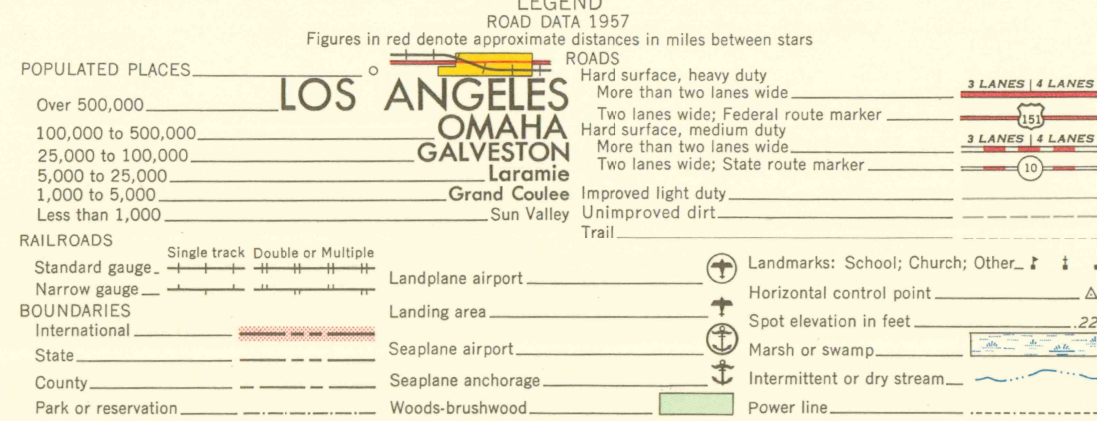 LEGEND
ROAD DATA 1957
Figures in red denote approximate distances in miles between stars
POPULATED PLACES
Over 500,000 LOS ANGELES
100,000 to 500,000 OMAHA
25,000 to 100,000 GALVESTON
5,000 to 25,000 Laramie
1,000 to 5,000 Grand Coulee
Less than 1,000 Sun Valley
ROADS
Hard surface, heavy duty
More than two lanes wide 3 LANES | 4 LANES
Two lanes wide; Federal route marker 151
Hard surface, medium duty
More than two lanes wide 3 LANES | 4 LANES
Two lanes wide; State route marker 10
Improved light duty
Unimproved dirt
Trail
RAILROADS
Single track Double or Multiple
Standard gauge
Narrow gauge
BOUNDARIES
International
State
County
Park or reservation
Landplane airport
Landing area
Seaplane airport
Seaplane anchorage
Woods-brushwood
Landmarks: School; Church; Other
Horizontal control point
Spot elevation in feet .22
Marsh or swamp
Intermittent or dry stream
Power line